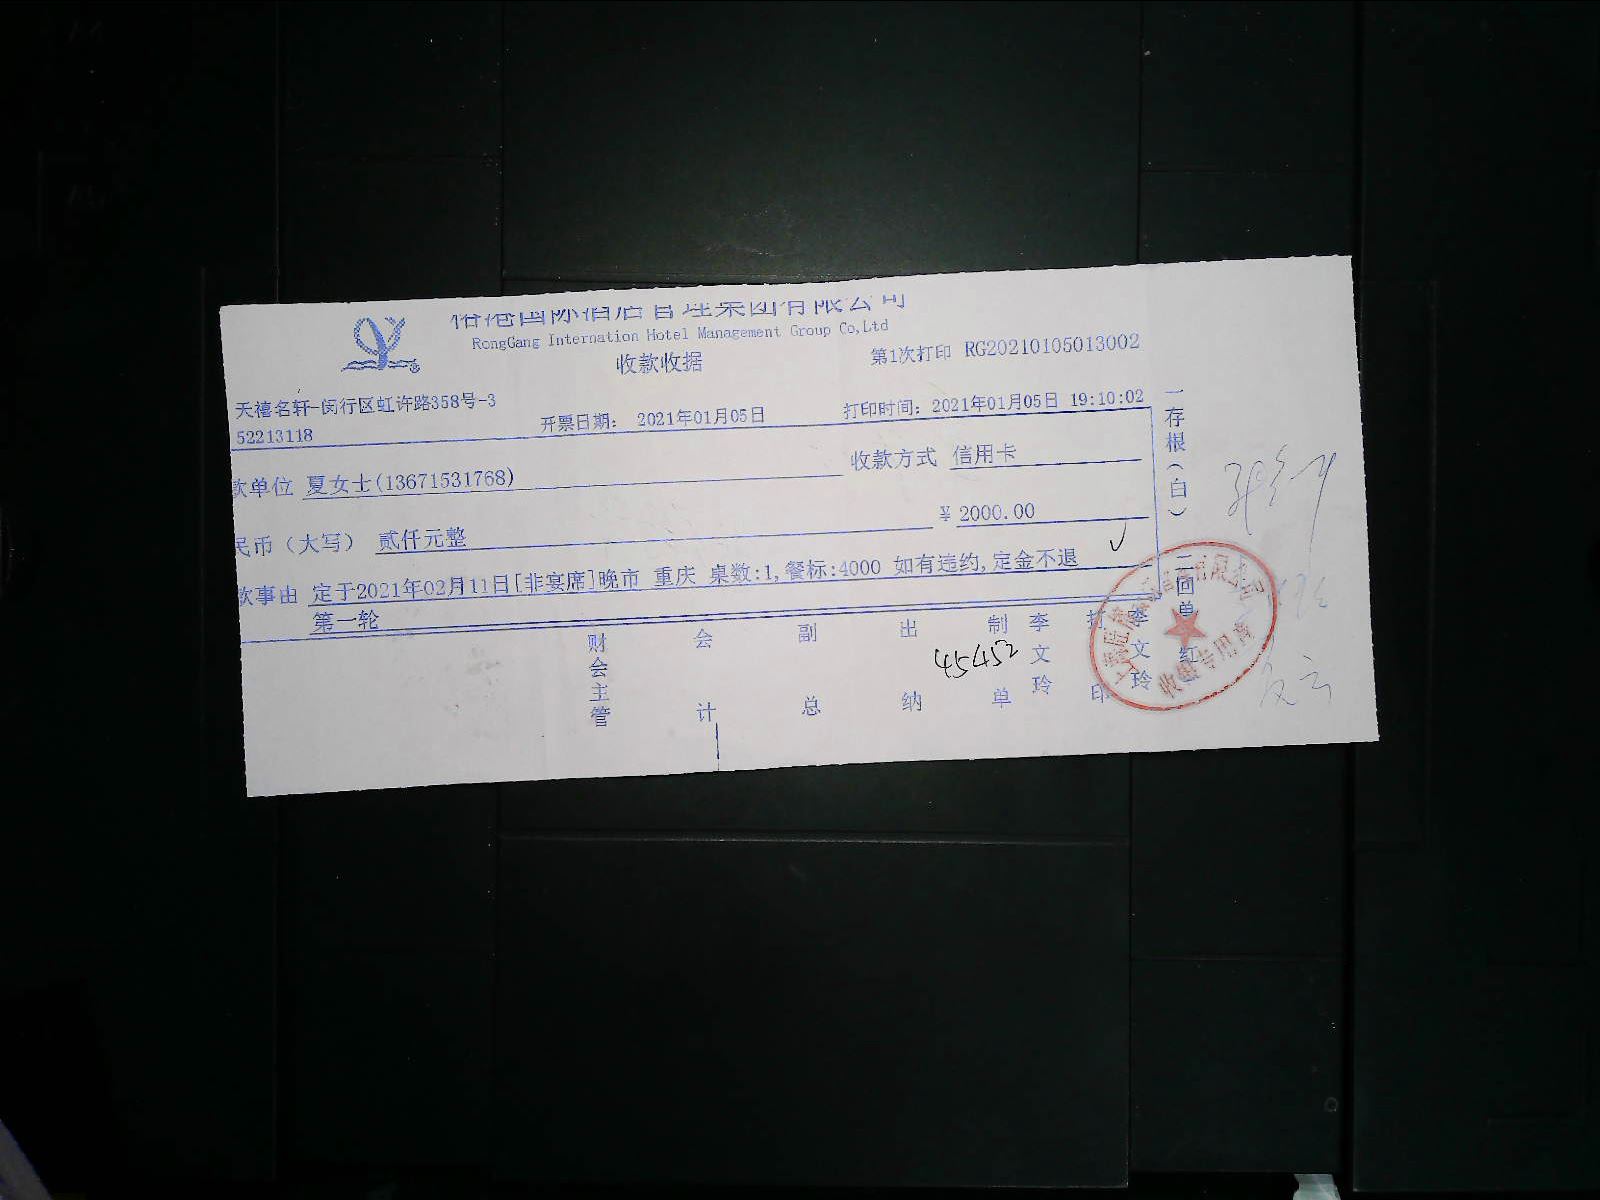 国际酒店管理集团有限公司
RongGang Internation Hotel Management Group Co,Ltd
收款收据
第1次打印 RG20210105013002
天禧名轩-闵行区虹许路358号-3
52213118
开票日期: 2021年01月05日
打印时间: 2021年01月05日 19:10:02
款单位 夏女士(13671531768)
收款方式 信用卡
民币(大写) 贰仟元整
¥ 2000.00
款事由 定于2021年02月11日[非宴席]晚市 重庆 桌数:1,餐标:4000 如有违约,定金不退
第一轮
财会主管
会计
副总
出纳
45452
制单
李文玲
打印
李文玲
一存根(白)
二回单 红
收银专用章